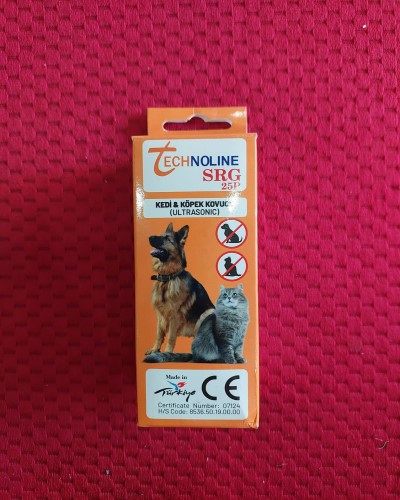 TECHNOLINE
SRG
25P
KEDİ & KÖPEK KOVUCU
(ULTRASONIC)
Made in
Türkiye
CE
Certificate Number: 07124
H/S Code: 8536.50.19.00.00